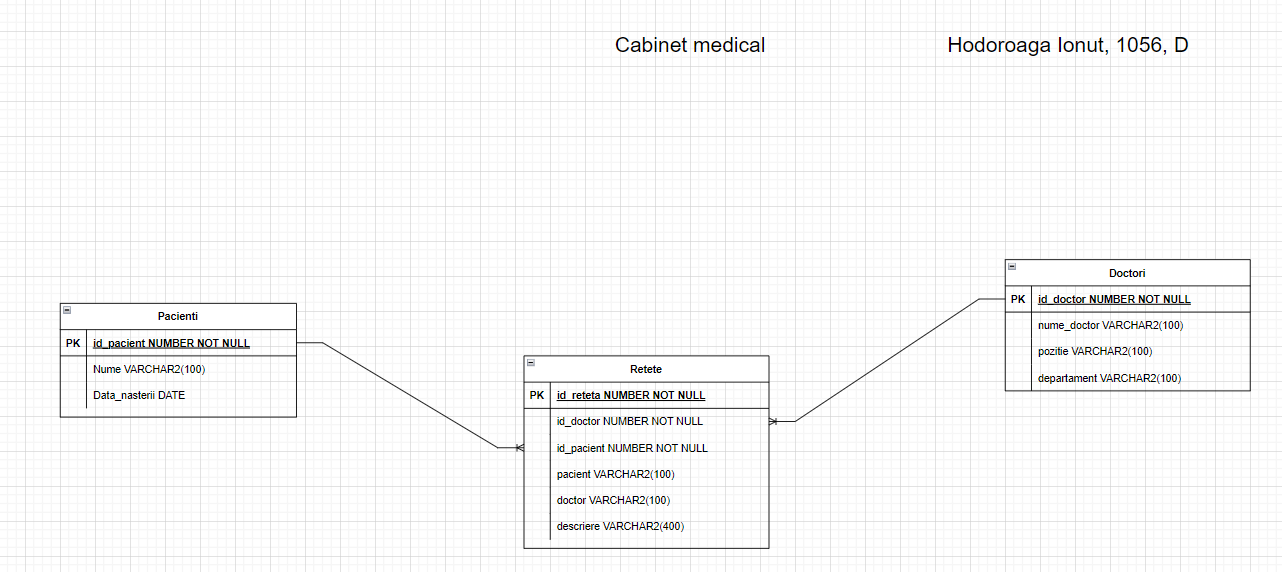 Cabinet medical
Hodoroaga Ionut, 1056, D
Pacienti
PK id_pacient NUMBER NOT NULL
Nume VARCHAR2(100)
Data_nasterii DATE
Retete
PK id_reteta NUMBER NOT NULL
id_doctor NUMBER NOT NULL
id_pacient NUMBER NOT NULL
pacient VARCHAR2(100)
doctor VARCHAR2(100)
descriere VARCHAR2(400)
Doctori
PK id_doctor NUMBER NOT NULL
nume_doctor VARCHAR2(100)
pozitie VARCHAR2(100)
departament VARCHAR2(100)